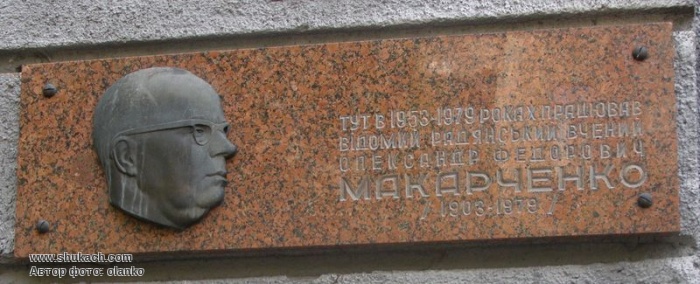 ТУТ В 1953-1979 РОКАХ ПРАЦЮВАВ
ВІДОМИЙ РАДЯНСЬКИЙ ВЧЕНИЙ
ОЛЕКСАНДР ФЕДОРОВИЧ
МАКАРЧЕНКО
/ 1903-1979 /
www.shukach.com
Автор фото: olanko